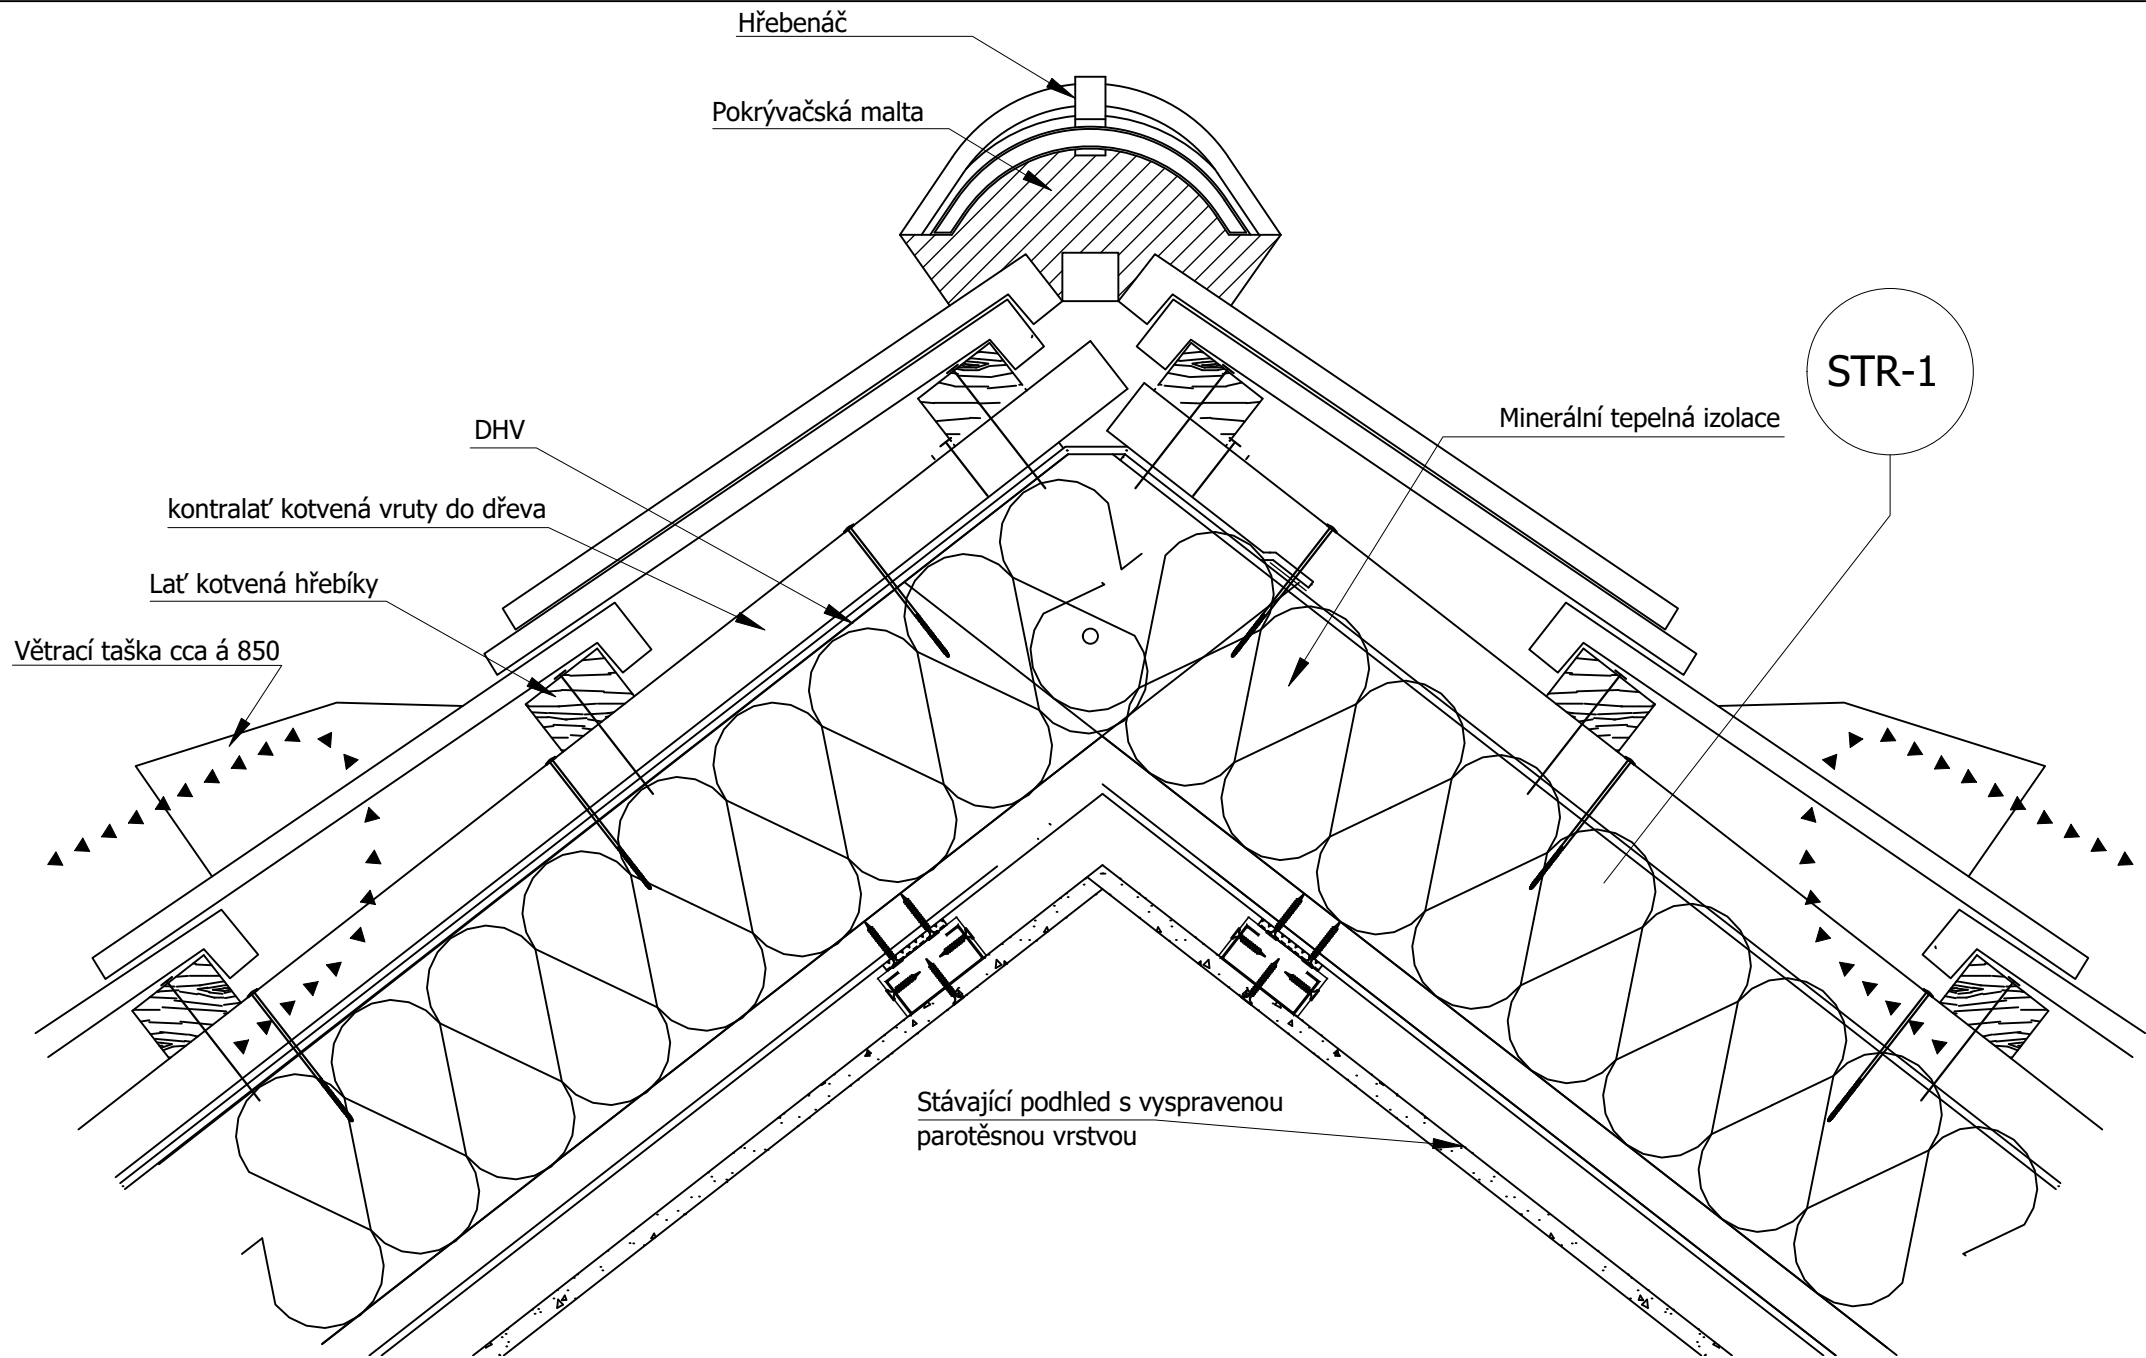 Hřebenáč
Pokrývačská malta
STR-1
Minerální tepelná izolace
DHV
kontralať kotvená vruty do dřeva
Lať kotvená hřebíky
Větrací taška cca á 850
Stávající podhled s vyspravenou
parotěsnou vrstvou